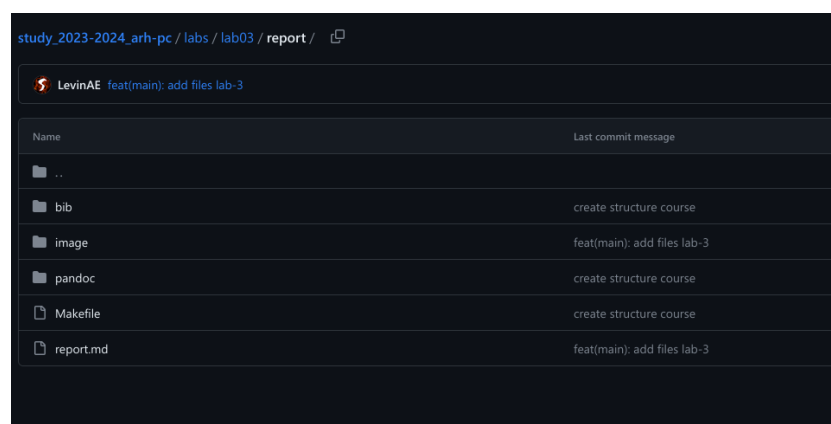 study_2023-2024_arh-pc / labs / lab03 / report /
LevinAE feat(main): add files lab-3
Name Last commit message
..
bib create structure course
image feat(main): add files lab-3
pandoc create structure course
Makefile create structure course
report.md feat(main): add files lab-3